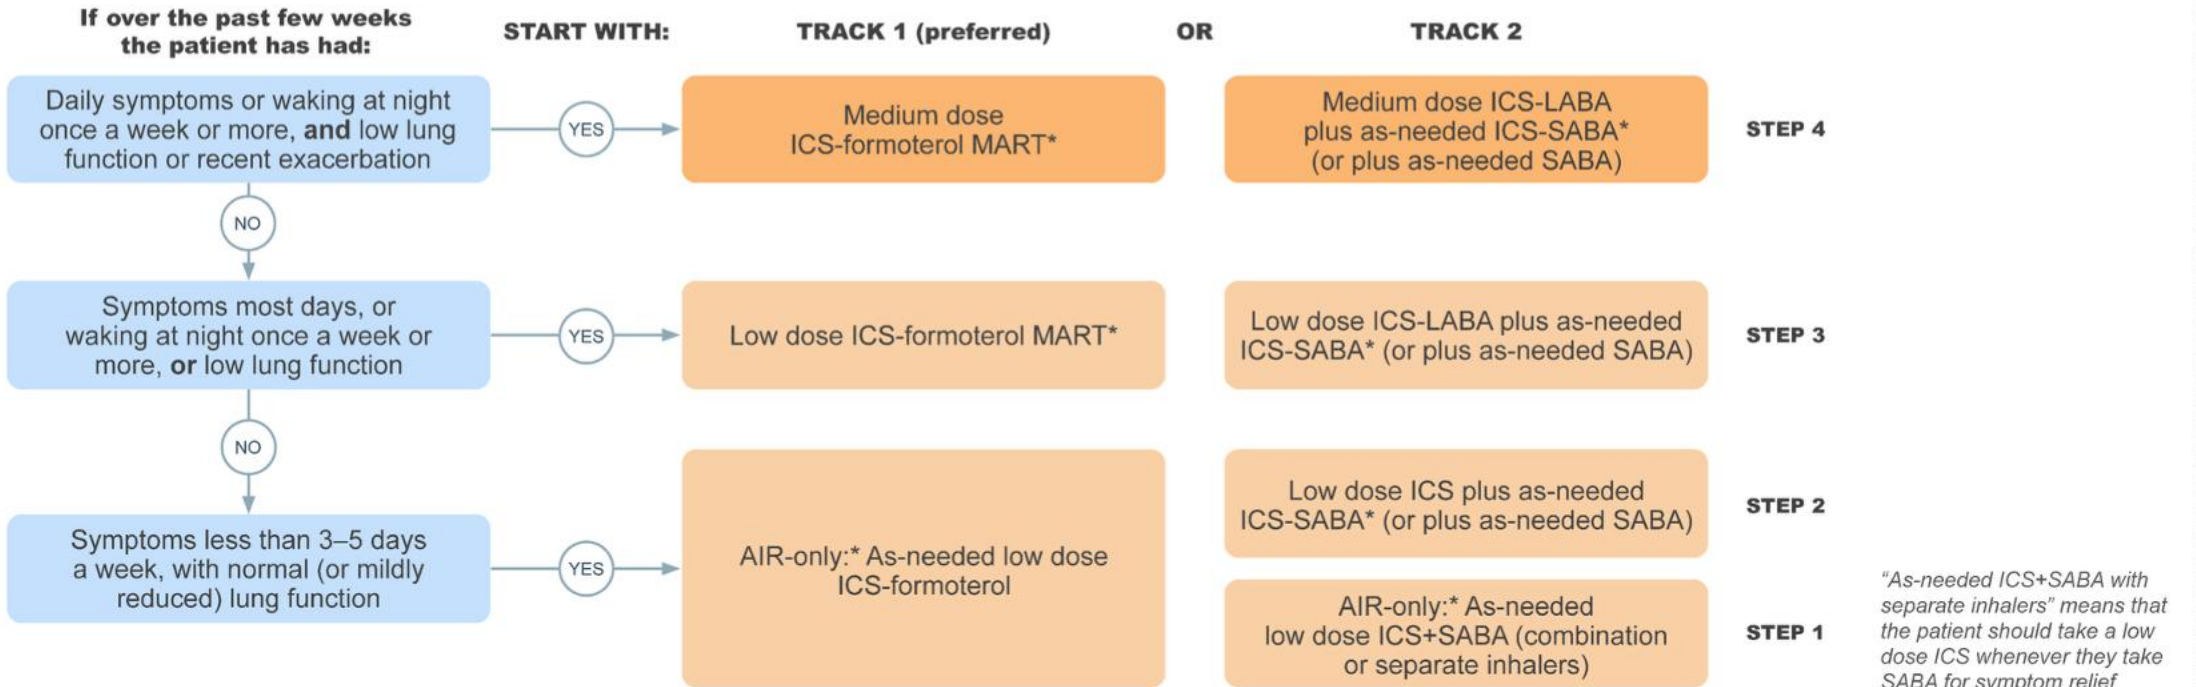 If over the past few weeks
the patient has had:
START WITH:
TRACK 1 (preferred)
OR
TRACK 2
Daily symptoms or waking at night
once a week or more, and low lung
function or recent exacerbation
YES
Medium dose
ICS-formoterol MART*
Medium dose ICS-LABA
plus as-needed ICS-SABA*
(or plus as-needed SABA)
STEP 4
NO
Symptoms most days, or
waking at night once a week or
more, or low lung function
YES
Low dose ICS-formoterol MART*
Low dose ICS-LABA plus as-needed
ICS-SABA* (or plus as-needed SABA)
STEP 3
NO
Symptoms less than 3–5 days
a week, with normal (or mildly
reduced) lung function
YES
AIR-only:* As-needed low dose
ICS-formoterol
Low dose ICS plus as-needed
ICS-SABA* (or plus as-needed SABA)
STEP 2
AIR-only:* As-needed
low dose ICS+SABA (combination
or separate inhalers)
STEP 1
“As-needed ICS+SABA with
separate inhalers” means that
the patient should take a low
dose ICS whenever they take
SABA for symptom relief